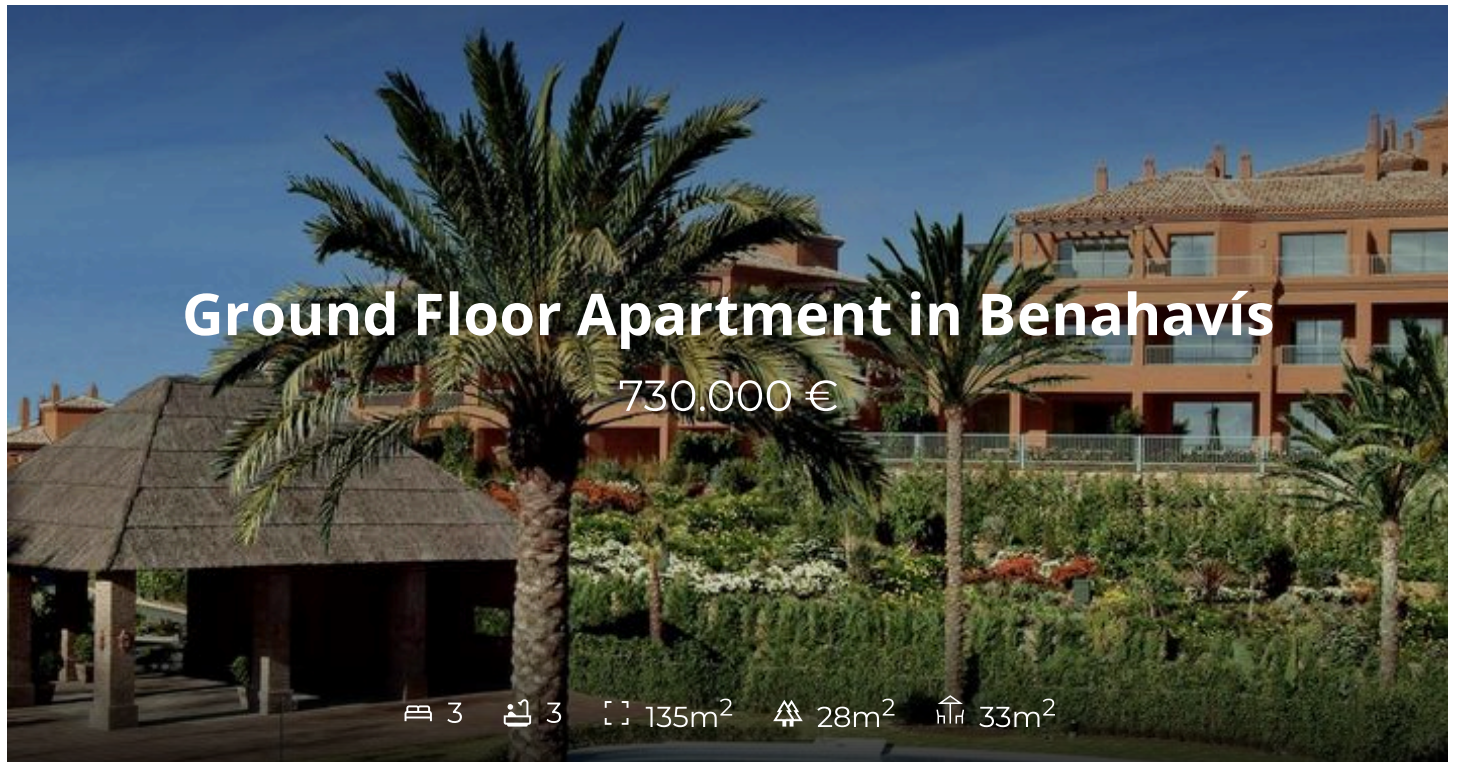 Ground Floor Apartment in Benahavís
730.000 €
3 3 135m² 28m² 33m²